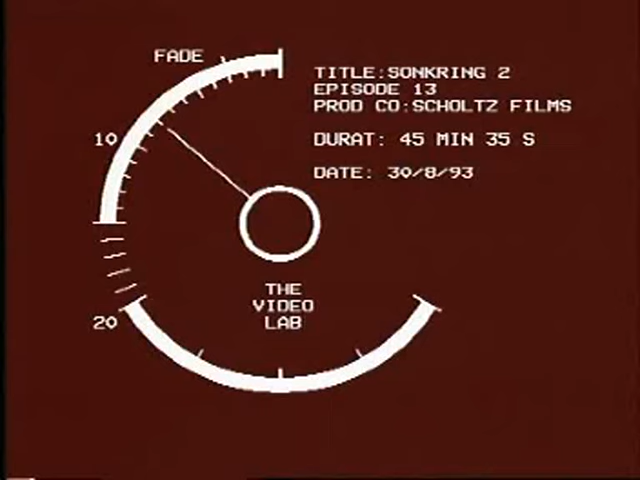 FADE
TITLE:SONKRING 2
EPISODE 13
PROD CO:SCHOLTZ FILMS
DURAT: 45 MIN 35 S
DATE: 30/8/93
10
THE
VIDEO
LAB
20